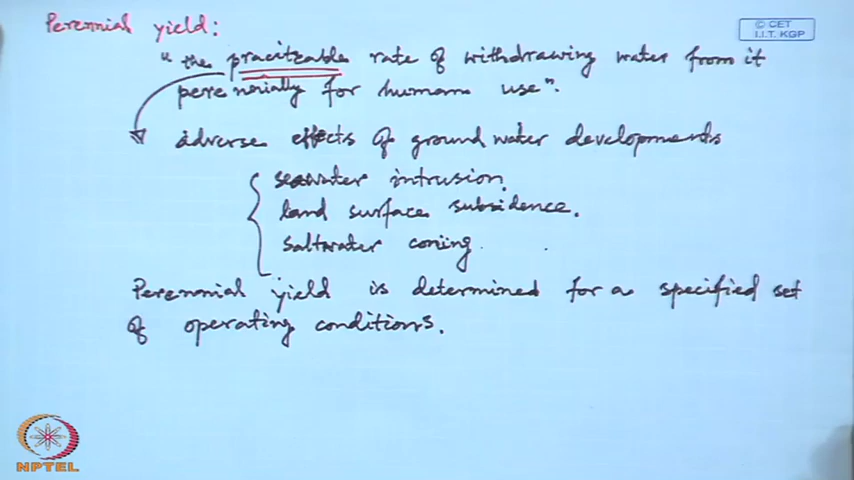 Perennial yield:
© CET
I.I.T. KGP
"the pracitzable rate of withdrawing water from it
perennially for human use".
adverse effects of ground water developments
seawater intrusion.
land surface subsidence.
saltwater coning.
Perennial yield is determined for a specified set
of operating conditions.
NPTEL